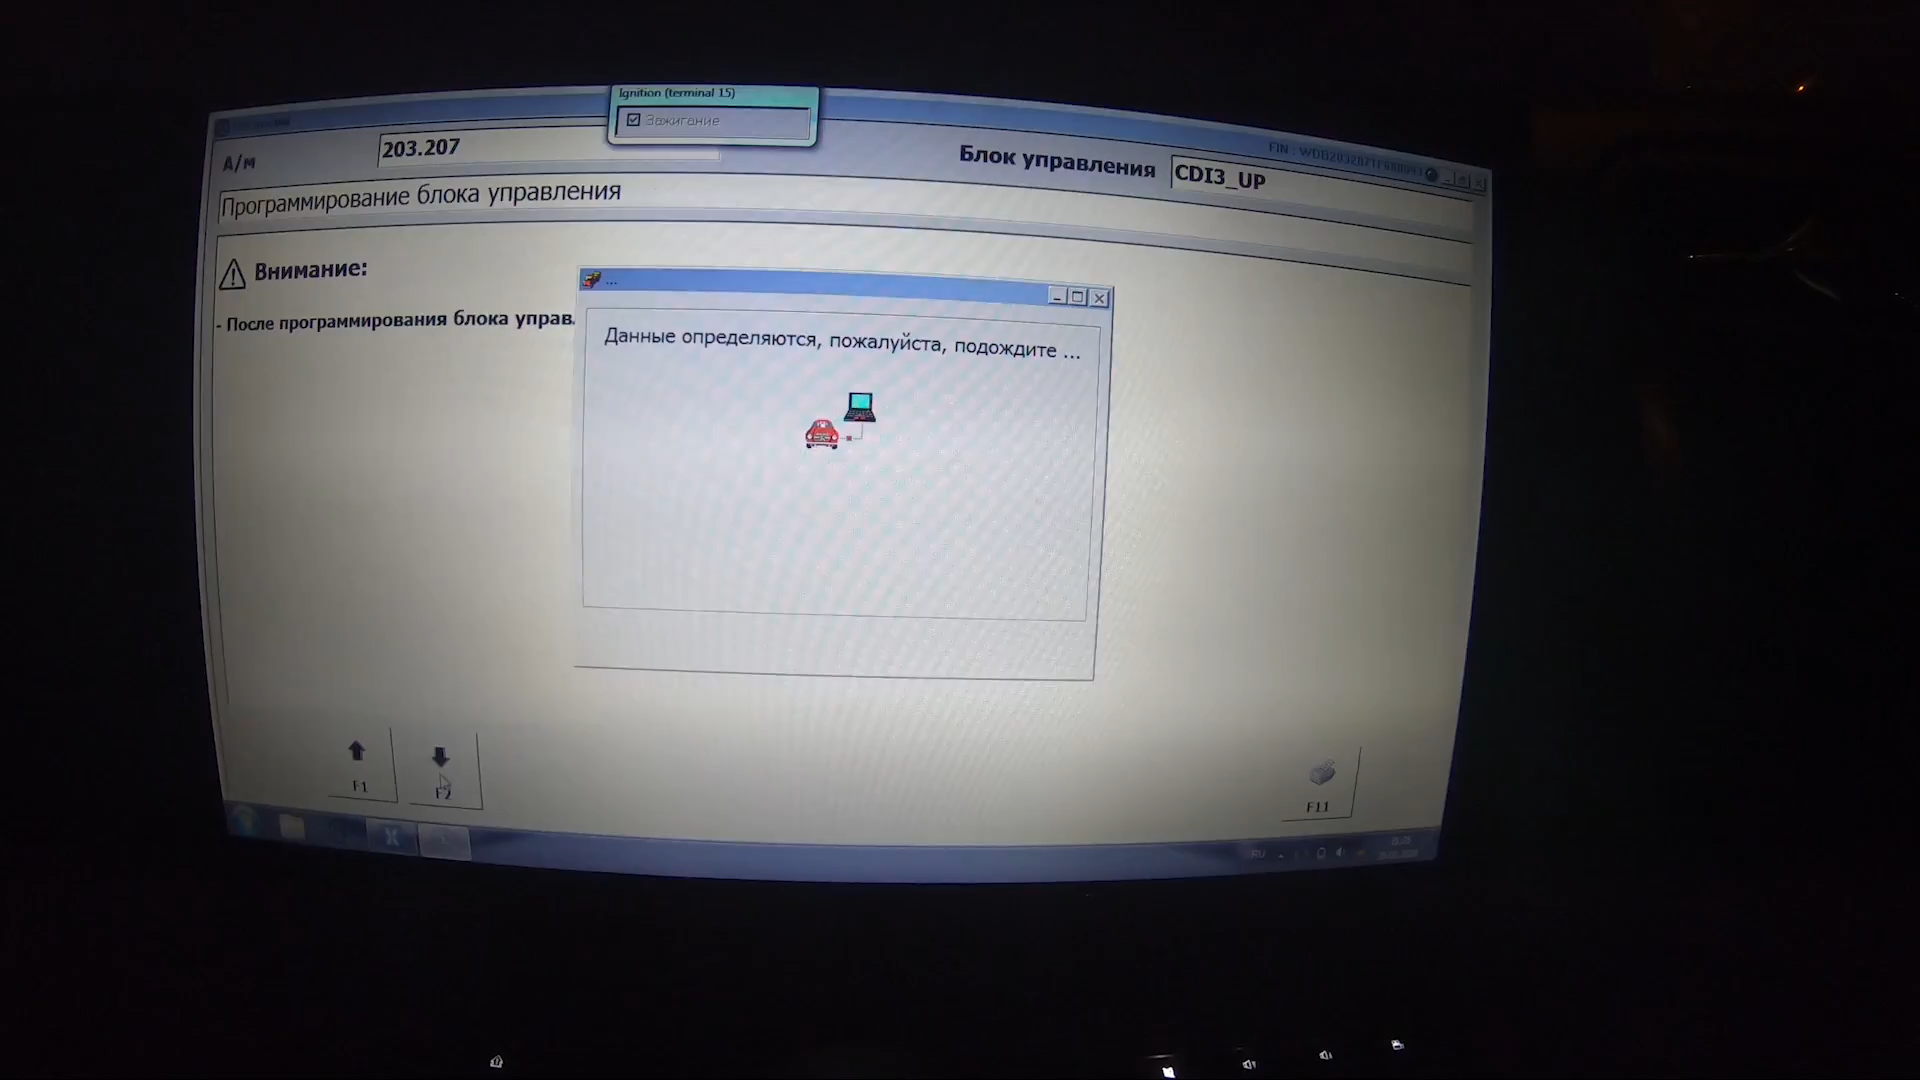 Ignition (terminal 15)
Зажигание
А/м
203.207
Блок управления
CDI3_UP
Программирование блока управления
Внимание:
- После программирования блока управ
...
Данные определяются, пожалуйста, подождите ...
F1
F2
F11
RU